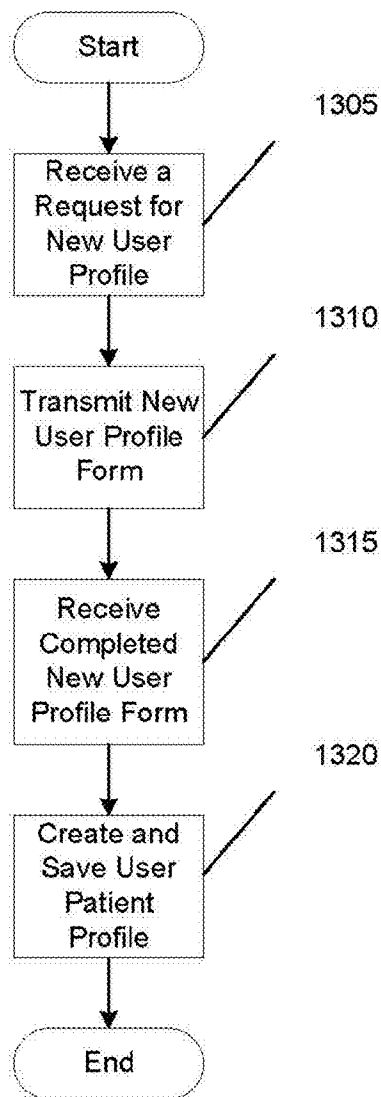 Start
1305
Receive a
Request for
New User
Profile
1310
Transmit New
User Profile
Form
1315
Receive
Completed
New User
Profile Form
1320
Create and
Save User
Patient
Profile
End